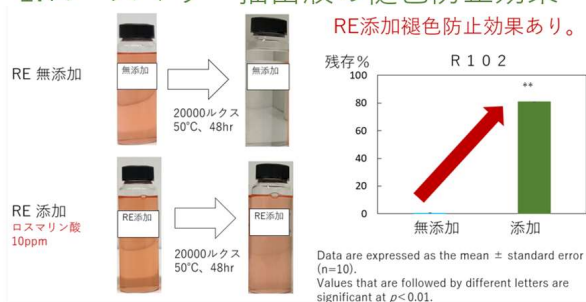 RE添加褪色防止効果あり。
RE 無添加
無添加
無添加
20000ルクス
50℃、48hr
RE 添加
ロスマリン酸
10ppm
RE添加
RE添加
20000ルクス
50℃、48hr
残存%
R102
100
80
60
40
20
0
**
無添加
添加
Data are expressed as the mean ± standard error
(n=10).
Values that are followed by different letters are
significant at p<0.01.